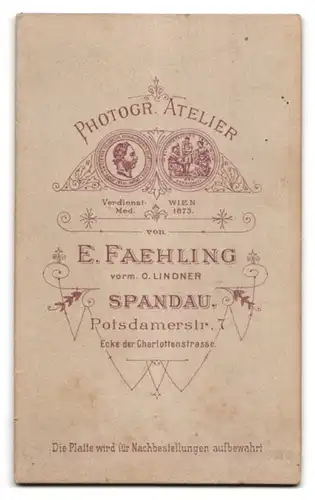 PHOTOGR. ATELIER
Verdienst- WIEN
Med. 1873.
von
E. FAEHLING
vorm. O. LINDNER
SPANDAU.
Potsdamerstr. 7
Ecke der Charlottenstrasse.
Die Platte wird für Nachbestellungen aufbewahrt